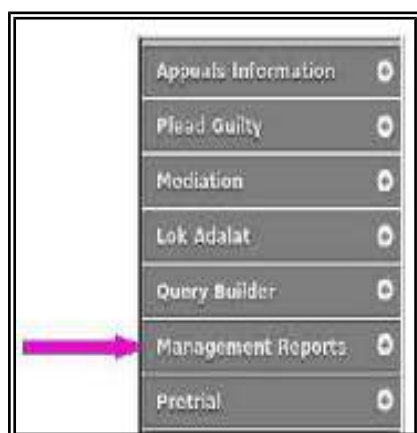 Appeals Information
Plead Guilty
Mediation
Lok Adalat
Query Builder
Management Reports
Pretrial